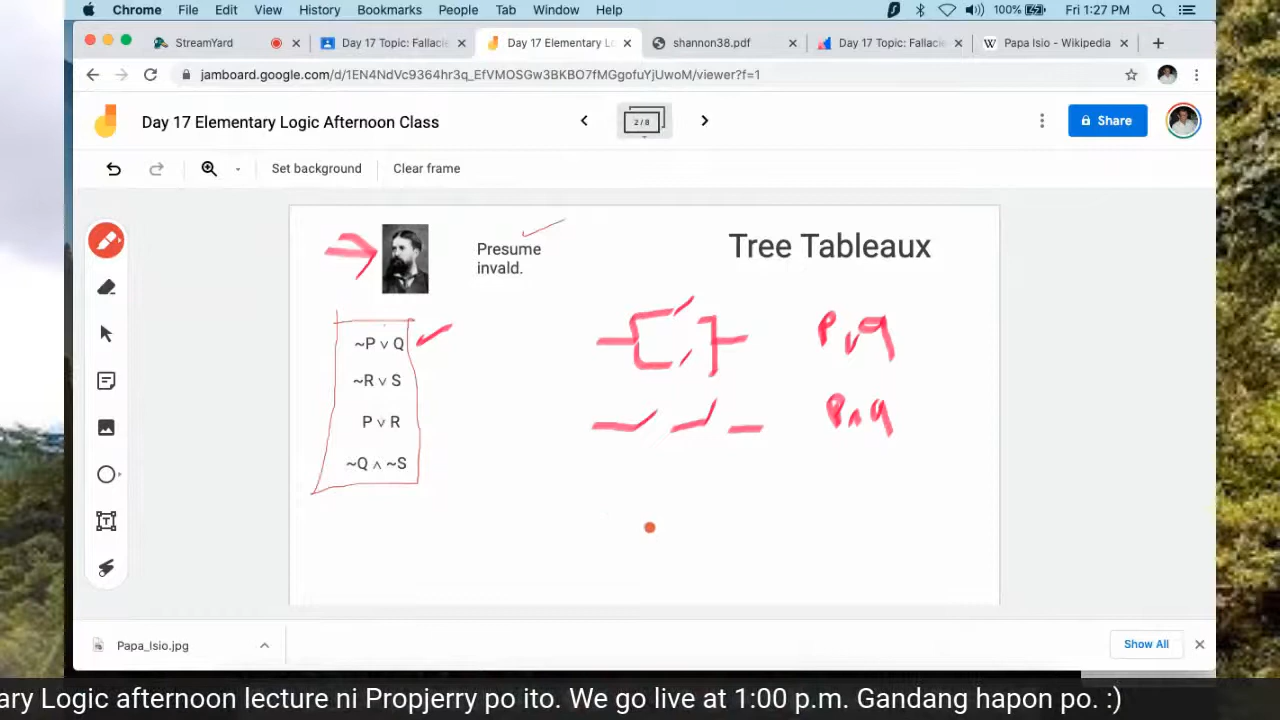 Chrome File Edit View History Bookmarks People Tab Window Help 100% Fri 1:27 PM
StreamYard Day 17 Topic: Fallacie Day 17 Elementary Lo shannon38.pdf Day 17 Topic: Fallacie Papa Isio - Wikipedia
jamboard.google.com/d/1EN4NdVc9364hr3q_EfVMOSGw3BKBO7fMGgofuYjUwoM/viewer?f=1
Day 17 Elementary Logic Afternoon Class 2/8 Share
Set background Clear frame
Presume
invald.
Tree Tableaux
~P v Q
~R v S
P v R
~Q ∧ ~S
P v q
P ∧ q
Papa_Isio.jpg Show All
ary Logic afternoon lecture ni Propjerry po ito. We go live at 1:00 p.m. Gandang hapon po. :)